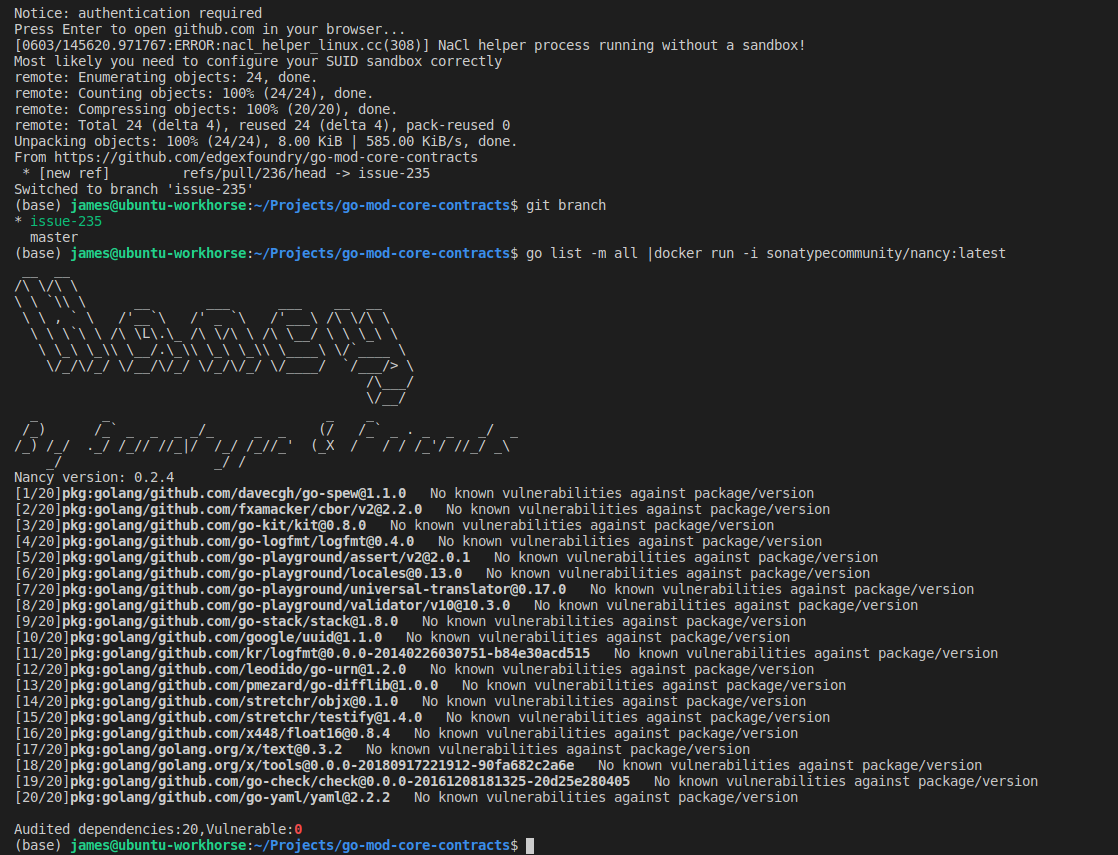 Notice: authentication required
Press Enter to open github.com in your browser...
[0603/145620.971767:ERROR:nacl_helper_linux.cc(308)] NaCl helper process running without a sandbox!
Most likely you need to configure your SUID sandbox correctly
remote: Enumerating objects: 24, done.
remote: Counting objects: 100% (24/24), done.
remote: Compressing objects: 100% (20/20), done.
remote: Total 24 (delta 4), reused 24 (delta 4), pack-reused 0
Unpacking objects: 100% (24/24), 8.00 KiB | 585.00 KiB/s, done.
From https://github.com/edgexfoundry/go-mod-core-contracts
 * [new ref]         refs/pull/236/head -> issue-235
Switched to branch 'issue-235'
(base) james@ubuntu-workhorse:~/Projects/go-mod-core-contracts$ git branch
* issue-235
  master
(base) james@ubuntu-workhorse:~/Projects/go-mod-core-contracts$ go list -m all |docker run -i sonatypecommunity/nancy:latest
 __  __
/\ \/\ \
\ \ `\\ \      __       ___      ___    __  __
 \ \ , ` \   /'__`\   /' _ `\   /'___\ /\ \/\ \
  \ \ \`\ \ /\ \L\.\_ /\ \/\ \ /\ \__/ \ \ \_\ \
   \ \_\ \_\\ \__/.\_\\ \_\ \_\\ \____\ \/`____ \
    \/_/\/_/ \/__/\/_/ \/_/\/_/ \/____/  `/___/> \
                                            /\___/
                                            \/__/
  _        _                           _    _
 /_)      /_` _  _  _ _/_     _  _    (/   /_` _ . _  _   _/  _
/_) /_/  ._/ /_// //_|/  /_/ /_//_'  (_X  /   / / /_'/ //_/ _\
    _/                   _/ /
Nancy version: 0.2.4
[1/20]pkg:golang/github.com/davecgh/go-spew@1.1.0   No known vulnerabilities against package/version
[2/20]pkg:golang/github.com/fxamacker/cbor/v2@2.2.0   No known vulnerabilities against package/version
[3/20]pkg:golang/github.com/go-kit/kit@0.8.0   No known vulnerabilities against package/version
[4/20]pkg:golang/github.com/go-logfmt/logfmt@0.4.0   No known vulnerabilities against package/version
[5/20]pkg:golang/github.com/go-playground/assert/v2@2.0.1   No known vulnerabilities against package/version
[6/20]pkg:golang/github.com/go-playground/locales@0.13.0   No known vulnerabilities against package/version
[7/20]pkg:golang/github.com/go-playground/universal-translator@0.17.0   No known vulnerabilities against package/version
[8/20]pkg:golang/github.com/go-playground/validator/v10@10.3.0   No known vulnerabilities against package/version
[9/20]pkg:golang/github.com/go-stack/stack@1.8.0   No known vulnerabilities against package/version
[10/20]pkg:golang/github.com/google/uuid@1.1.0   No known vulnerabilities against package/version
[11/20]pkg:golang/github.com/kr/logfmt@0.0.0-20140226030751-b84e30acd515   No known vulnerabilities against package/version
[12/20]pkg:golang/github.com/leodido/go-urn@1.2.0   No known vulnerabilities against package/version
[13/20]pkg:golang/github.com/pmezard/go-difflib@1.0.0   No known vulnerabilities against package/version
[14/20]pkg:golang/github.com/stretchr/objx@0.1.0   No known vulnerabilities against package/version
[15/20]pkg:golang/github.com/stretchr/testify@1.4.0   No known vulnerabilities against package/version
[16/20]pkg:golang/github.com/x448/float16@0.8.4   No known vulnerabilities against package/version
[17/20]pkg:golang/golang.org/x/text@0.3.2   No known vulnerabilities against package/version
[18/20]pkg:golang/golang.org/x/tools@0.0.0-20180917221912-90fa682c2a6e   No known vulnerabilities against package/version
[19/20]pkg:golang/github.com/go-check/check@0.0.0-20161208181325-20d25e280405   No known vulnerabilities against package/version
[20/20]pkg:golang/github.com/go-yaml/yaml@2.2.2   No known vulnerabilities against package/version
Audited dependencies:20,Vulnerable:0
(base) james@ubuntu-workhorse:~/Projects/go-mod-core-contracts$